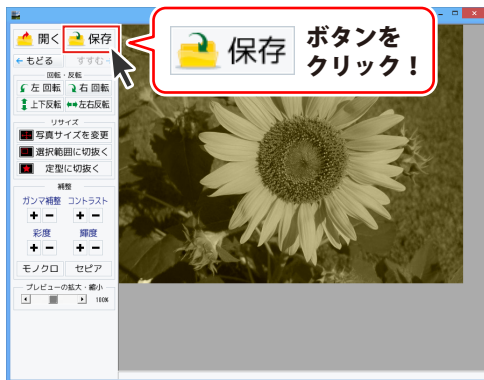 開く 保存
もどる すすむ
回転・反転
左 回転 右 回転
上下反転 左右反転
リサイズ
写真サイズを変更
選択範囲に切抜く
定型に切抜く
補整
ガンマ補整 コントラスト
+ - + -
彩度 輝度
+ - + -
モノクロ セピア
プレビューの拡大・縮小
100%
保存
ボタンを
クリック!